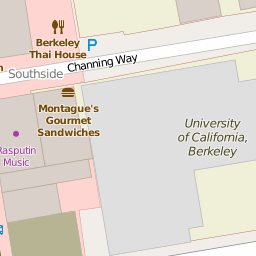 Berkeley
Thai House
P
Channing Way
Southside
Montague's
Gourmet
Sandwiches
University
of California,
Berkeley
Rasputin
Music